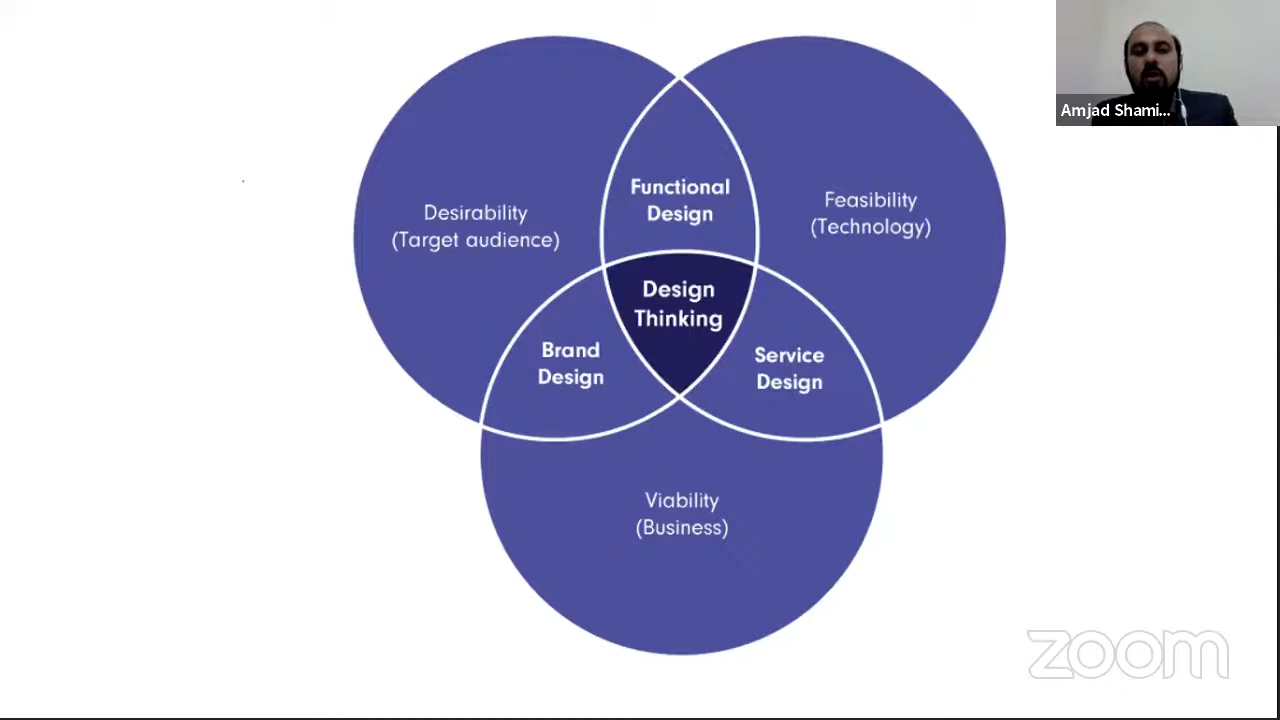 Amjad Shami...
Functional
Design
Desirability
(Target audience)
Feasibility
(Technology)
Design
Thinking
Brand
Design
Service
Design
Viability
(Business)
zoom